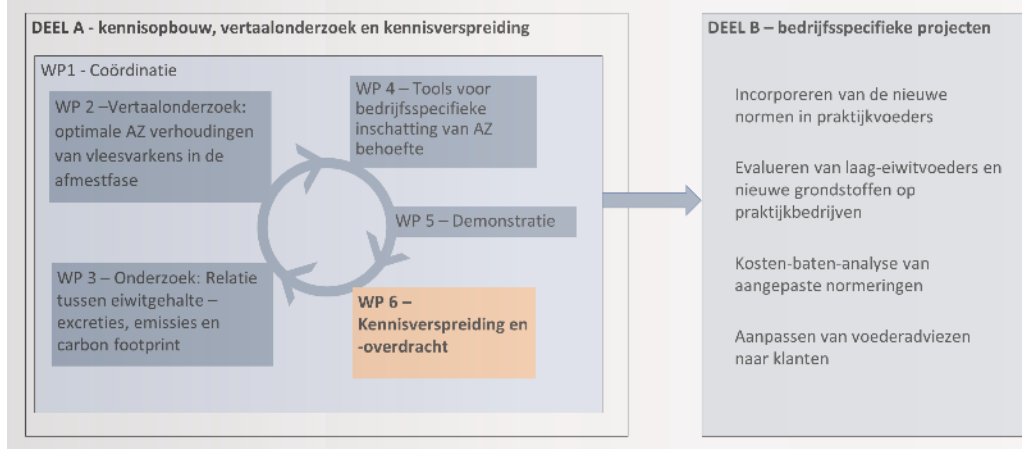 DEEL A - kennisopbouw, vertaalonderzoek en kennisverspreiding
WP1 - Coördinatie
WP 2 –Vertaalonderzoek:
optimale AZ verhoudingen
van vleesvarkens in de
afmestfase
WP 4 – Tools voor
bedrijfsspecifieke
inschatting van AZ
behoefte
WP 5 – Demonstratie
WP 3 – Onderzoek: Relatie
tussen eiwitgehalte –
excreties, emissies en
carbon footprint
WP 6 –
Kennisverspreiding en
-overdracht
DEEL B – bedrijfsspecifieke projecten
Incorporeren van de nieuwe
normen in praktijkvoeders
Evalueren van laag-eiwitvoeders en
nieuwe grondstoffen op
praktijkbedrijven
Kosten-baten-analyse van
aangepaste normeringen
Aanpassen van voederadviezen
naar klanten